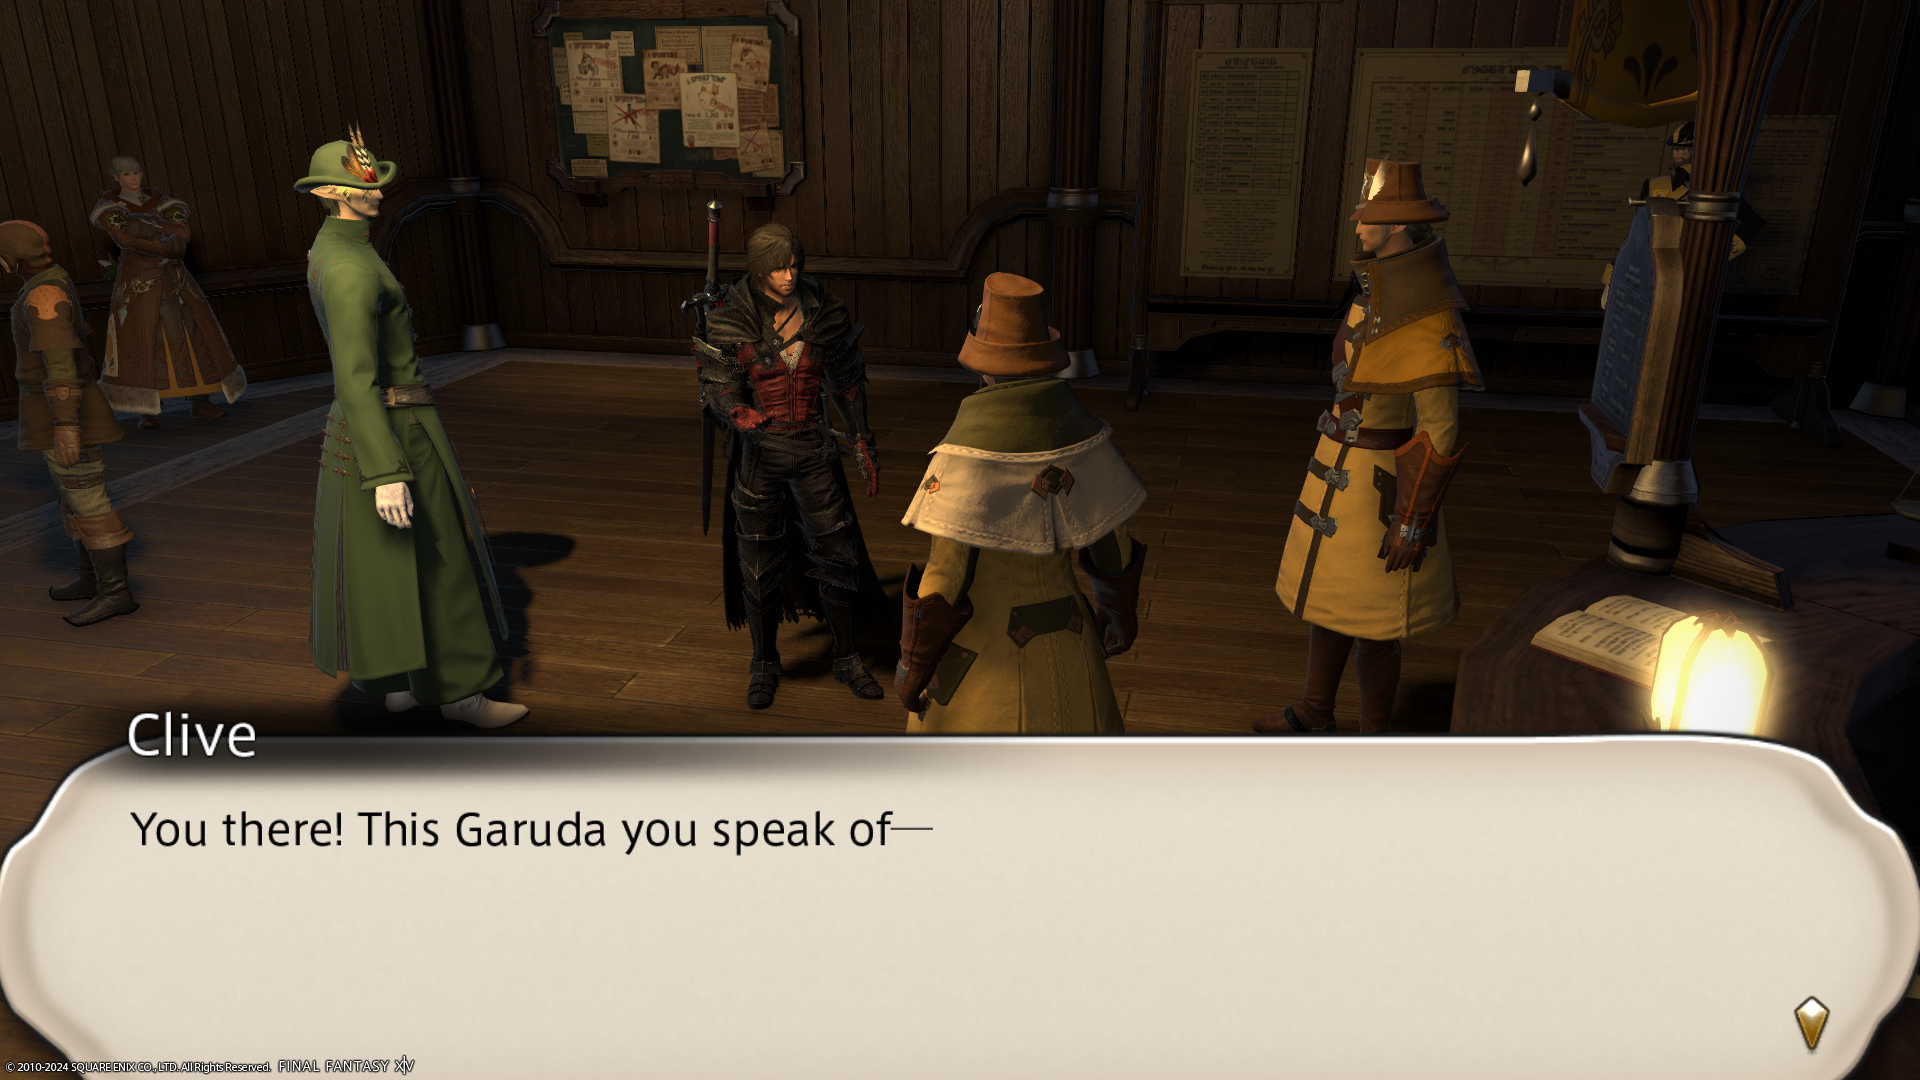 Clive
You there! This Garuda you speak of—
© 2010-2024 SQUARE ENIX CO., LTD. All Rights Reserved. FINAL FANTASY XIV